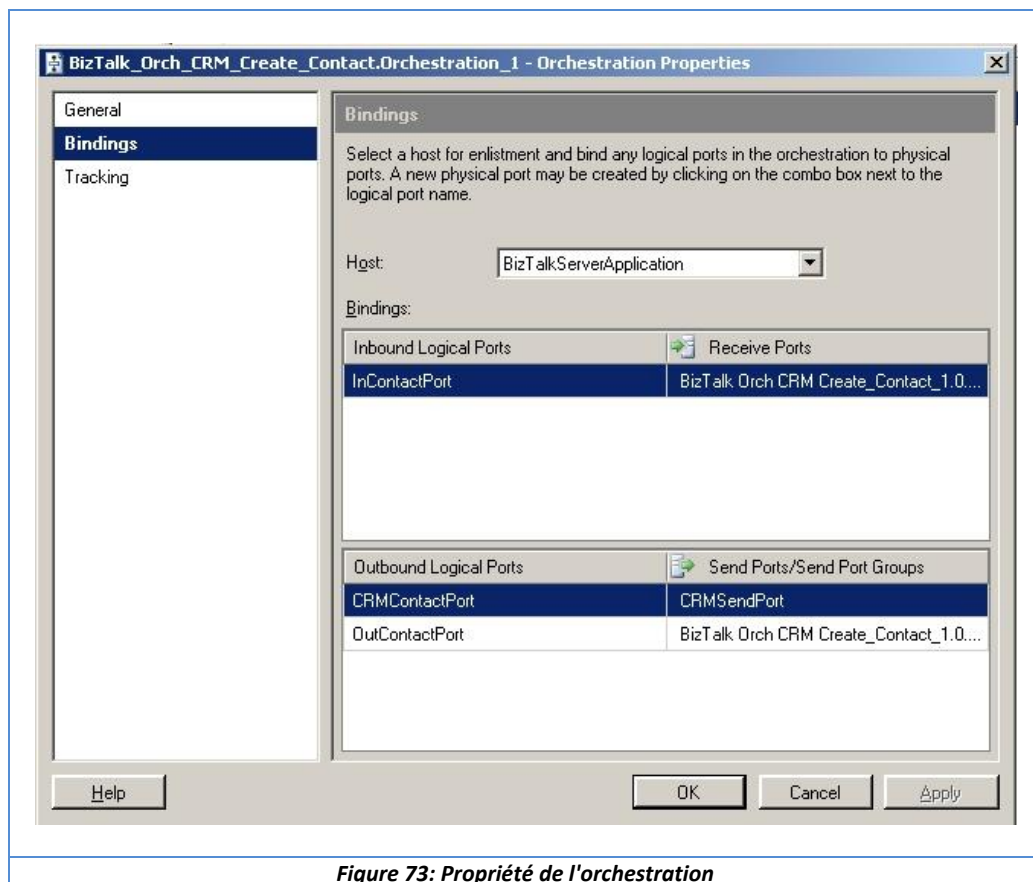 BizTalk_Orch_CRM_Create_Contact.Orchestration_1 - Orchestration Properties
General
Bindings
Tracking
Bindings
Select a host for enlistment and bind any logical ports in the orchestration to physical
ports. A new physical port may be created by clicking on the combo box next to the
logical port name.
Host: BizTalkServerApplication
Bindings:
Inbound Logical Ports Receive Ports
InContactPort BizTalk Orch CRM Create_Contact_1.0....
Outbound Logical Ports Send Ports/Send Port Groups
CRMContactPort CRMSendPort
OutContactPort BizTalk Orch CRM Create_Contact_1.0....
Help OK Cancel Apply
Figure 73: Propriété de l'orchestration